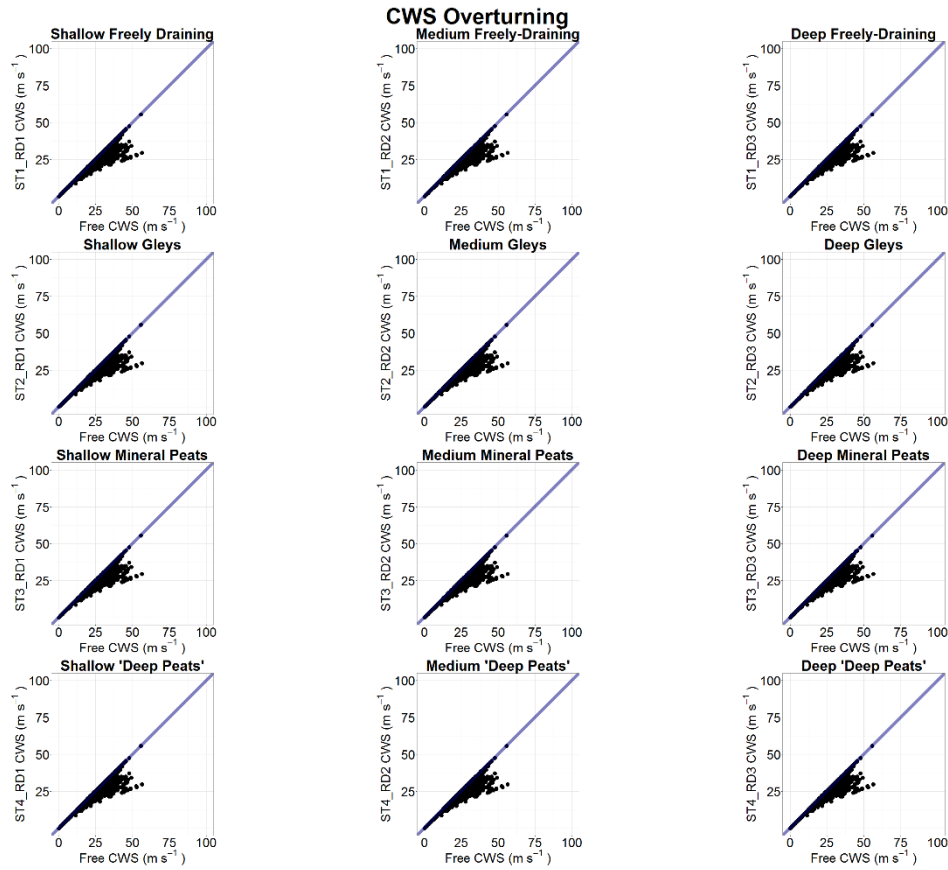 CWS Overturning
Shallow Freely Draining
100
75
50
25
ST1_RD1 CWS (m s⁻¹ )
0 25 50 75 100
Free CWS (m s⁻¹ )
Medium Freely-Draining
100
75
50
25
ST1_RD2 CWS (m s⁻¹ )
0 25 50 75 100
Free CWS (m s⁻¹ )
Deep Freely-Draining
100
75
50
25
ST1_RD3 CWS (m s⁻¹ )
0 25 50 75 100
Free CWS (m s⁻¹ )
Shallow Gleys
100
75
50
25
ST2_RD1 CWS (m s⁻¹ )
0 25 50 75 100
Free CWS (m s⁻¹ )
Medium Gleys
100
75
50
25
ST2_RD2 CWS (m s⁻¹ )
0 25 50 75 100
Free CWS (m s⁻¹ )
Deep Gleys
100
75
50
25
ST2_RD3 CWS (m s⁻¹ )
0 25 50 75 100
Free CWS (m s⁻¹ )
Shallow Mineral Peats
100
75
50
25
ST3_RD1 CWS (m s⁻¹ )
0 25 50 75 100
Free CWS (m s⁻¹ )
Medium Mineral Peats
100
75
50
25
ST3_RD2 CWS (m s⁻¹ )
0 25 50 75 100
Free CWS (m s⁻¹ )
Deep Mineral Peats
100
75
50
25
ST3_RD3 CWS (m s⁻¹ )
0 25 50 75 100
Free CWS (m s⁻¹ )
Shallow 'Deep Peats'
100
75
50
25
ST4_RD1 CWS (m s⁻¹ )
0 25 50 75 100
Free CWS (m s⁻¹ )
Medium 'Deep Peats'
100
75
50
25
ST4_RD2 CWS (m s⁻¹ )
0 25 50 75 100
Free CWS (m s⁻¹ )
Deep 'Deep Peats'
100
75
50
25
ST4_RD3 CWS (m s⁻¹ )
0 25 50 75 100
Free CWS (m s⁻¹ )